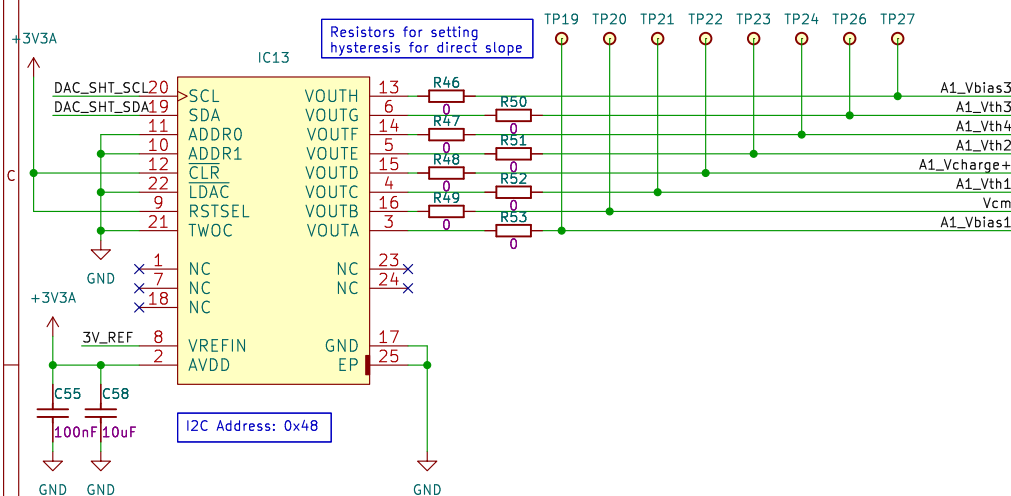 TP19 TP20 TP21 TP22 TP23 TP24 TP26 TP27
Resistors for setting
hysteresis for direct slope
+3V3A
IC13
DAC_SHT_SCL 20 SCL VOUTH 13 R46 0 A1_Vbias3
DAC_SHT_SDA 19 SDA VOUTG 6 R50 0 A1_Vth3
11 ADDR0 VOUTF 14 R47 0 A1_Vth4
10 ADDR1 VOUTE 5 R51 0 A1_Vth2
C 12 CLR VOUTD 15 R48 0 A1_Vcharge+
22 LDAC VOUTC 4 R52 0 A1_Vth1
9 RSTSEL VOUTB 16 R49 0 Vcm
21 TWOC VOUTA 3 R53 0 A1_Vbias1
GND
1 NC NC 23
7 NC NC 24
18 NC
+3V3A
3V_REF 8 VREFIN GND 17
2 AVDD EP 25
C55 C58
100nF 10uF
I2C Address: 0x48
GND GND GND